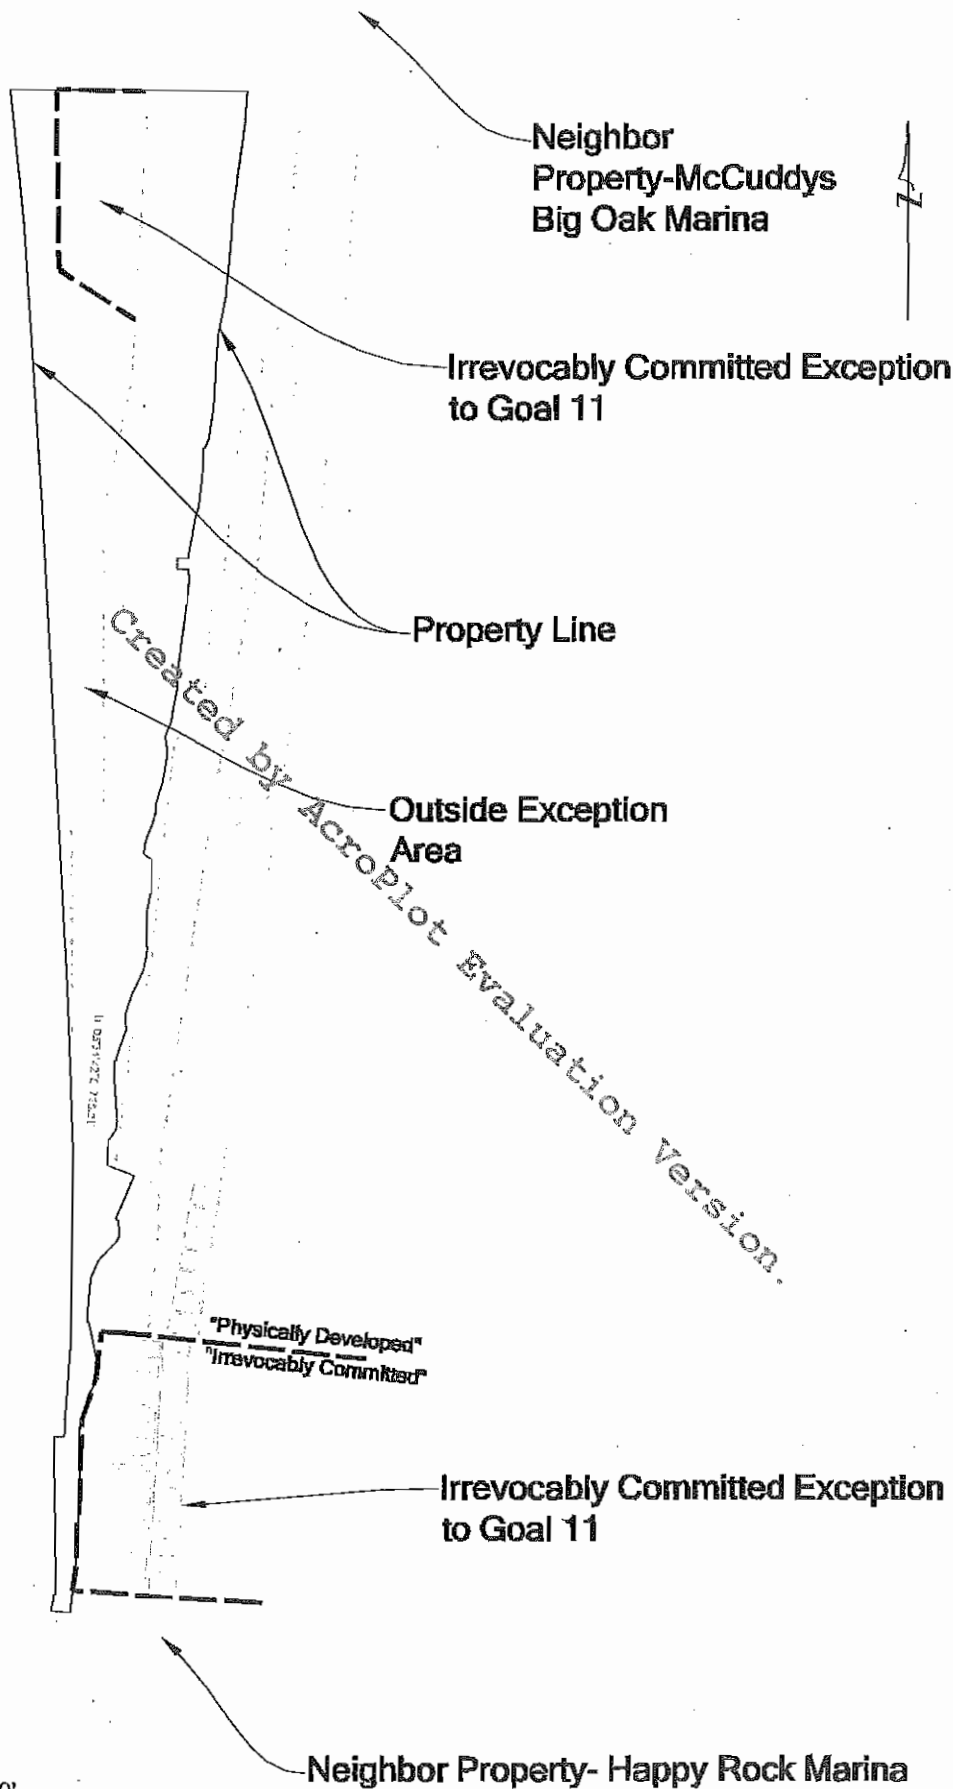 Neighbor
Property-McCuddys
Big Oak Marina
Z
Irrevocably Committed Exception
to Goal 11
Property Line
Created by AcroPlot Evaluation Version.
Outside Exception
Area
"Physically Developed"
"Irrevocably Committed"
Irrevocably Committed Exception
to Goal 11
Neighbor Property- Happy Rock Marina